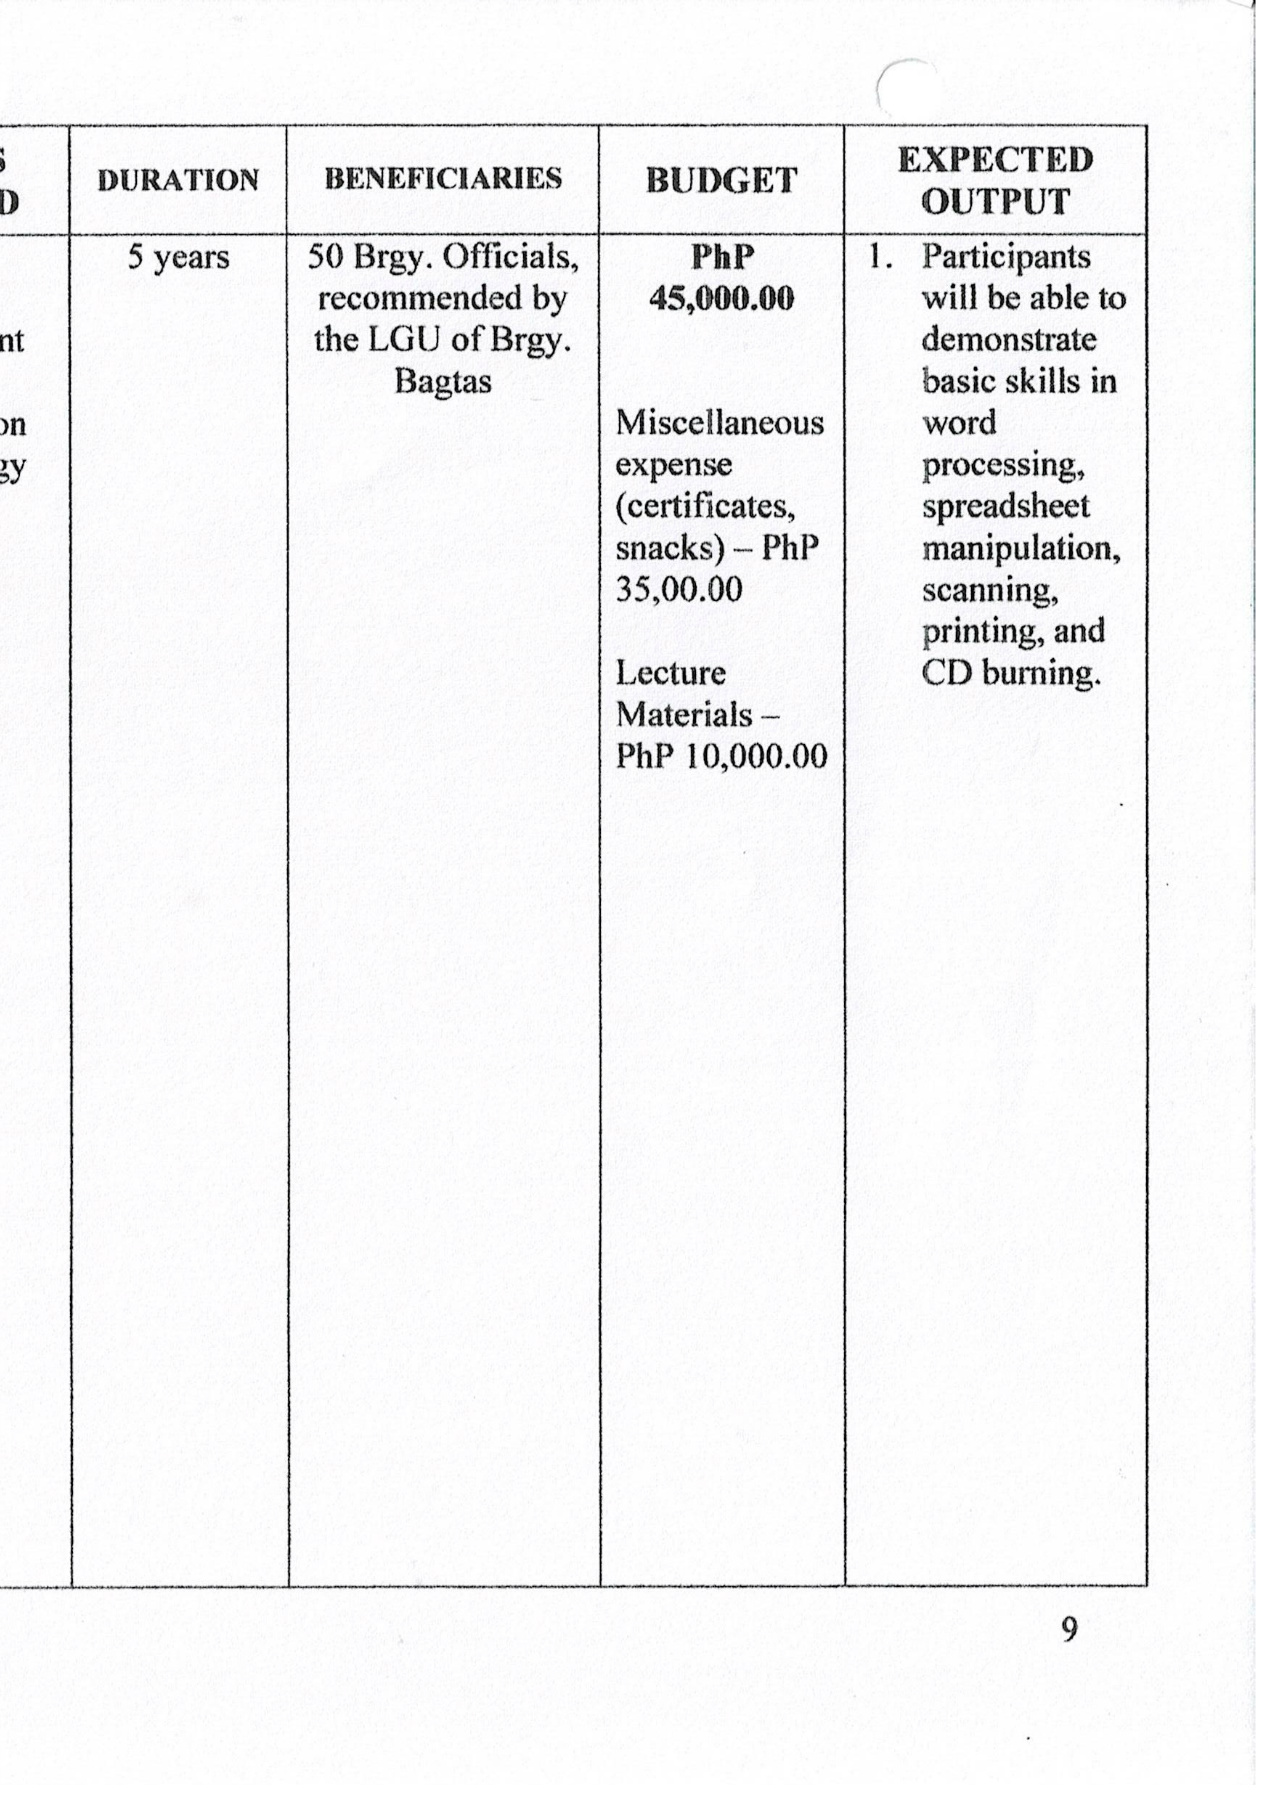 S
D
DURATION
BENEFICIARIES
BUDGET
EXPECTED
OUTPUT
nt
on
gy
5 years
50 Brgy. Officials,
recommended by
the LGU of Brgy.
Bagtas
PhP
45,000.00
Miscellaneous
expense
(certificates,
snacks) – PhP
35,00.00
Lecture
Materials –
PhP 10,000.00
1. Participants
will be able to
demonstrate
basic skills in
word
processing,
spreadsheet
manipulation,
scanning,
printing, and
CD burning.
9